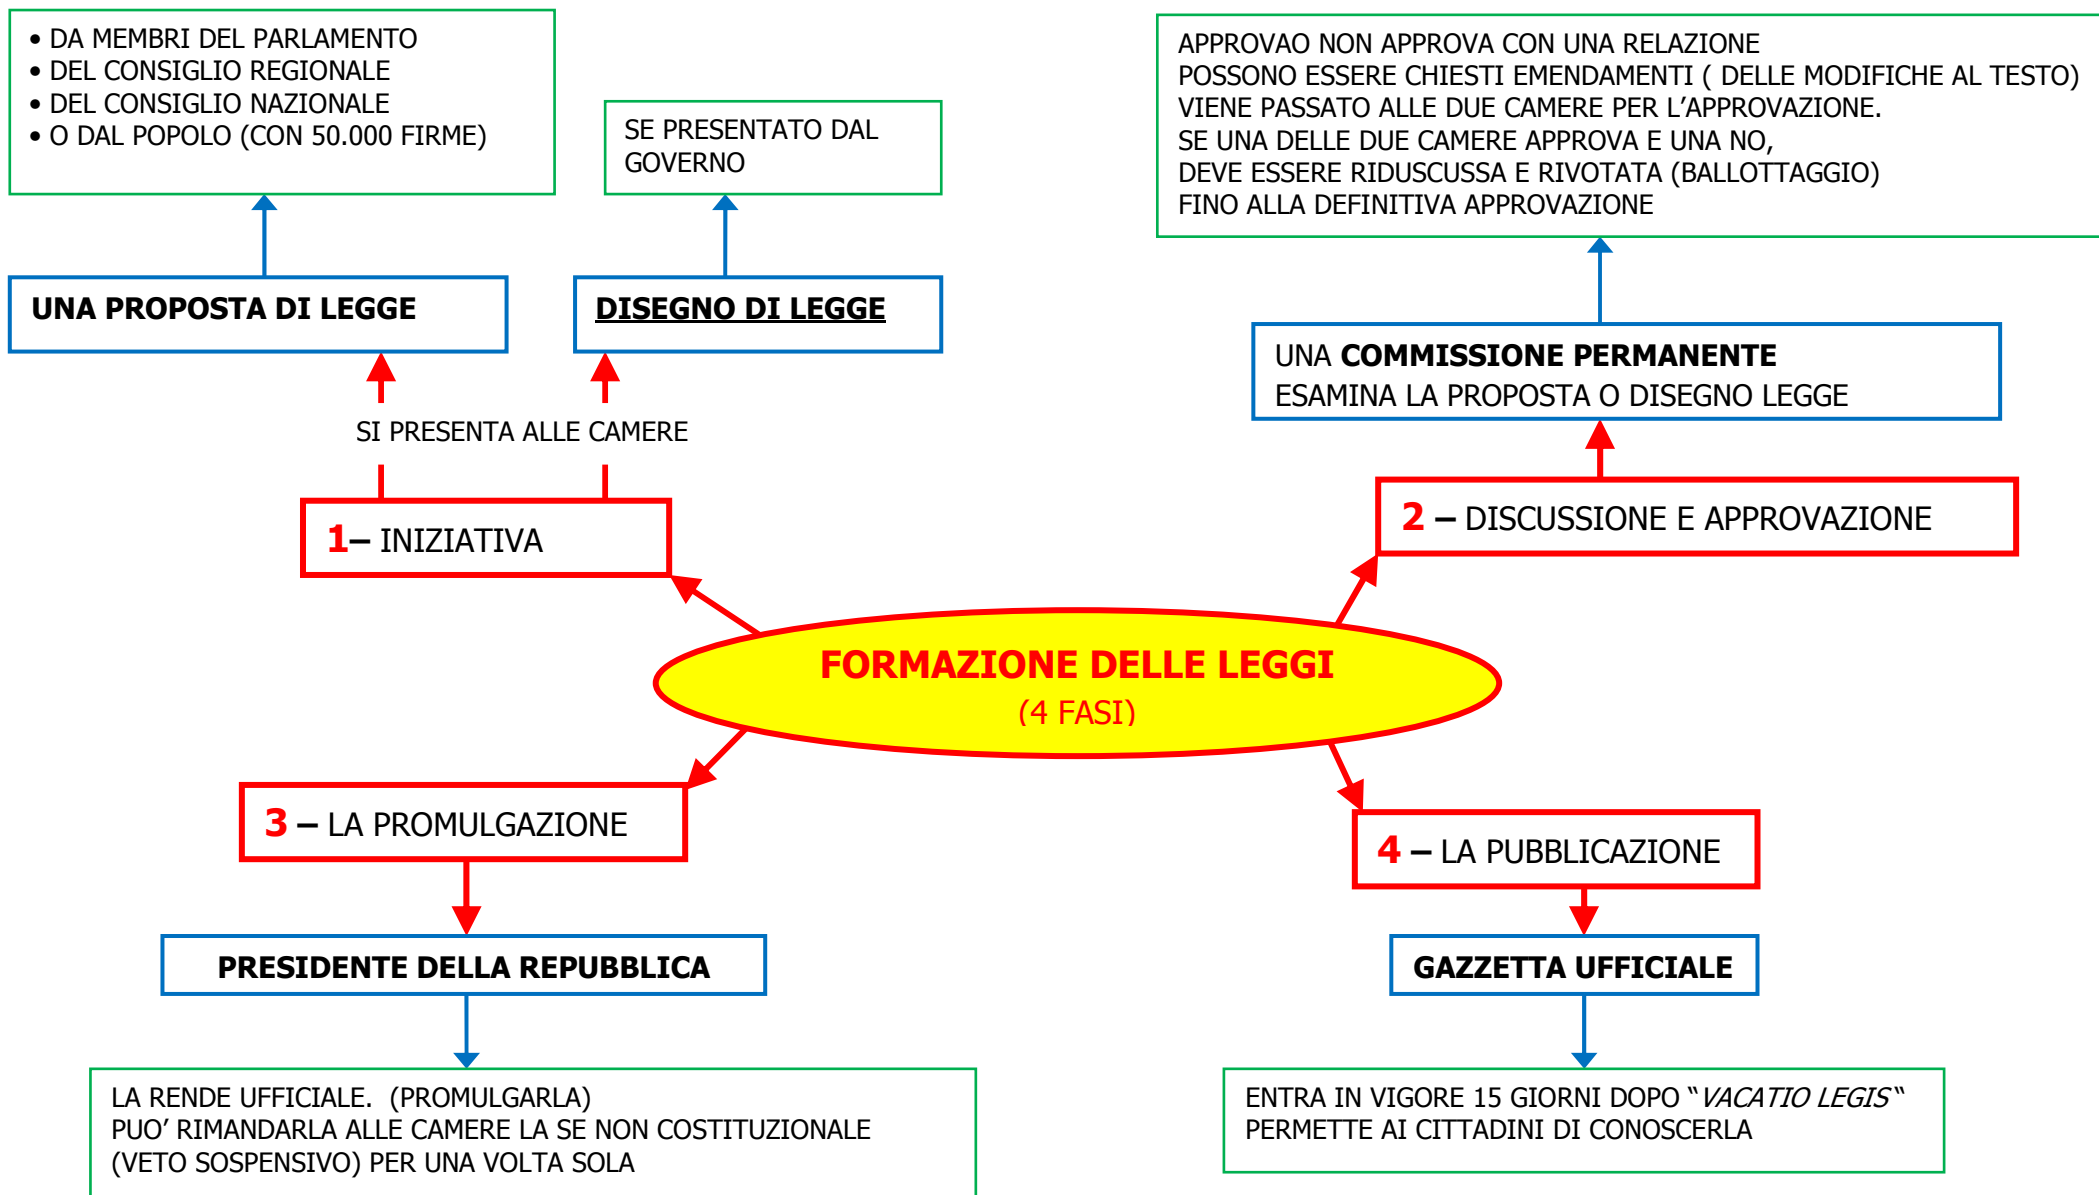 • DA MEMBRI DEL PARLAMENTO
• DEL CONSIGLIO REGIONALE
• DEL CONSIGLIO NAZIONALE
• O DAL POPOLO (CON 50.000 FIRME)
SE PRESENTATO DAL
GOVERNO
APPROVAO NON APPROVA CON UNA RELAZIONE
POSSONO ESSERE CHIESTI EMENDAMENTI ( DELLE MODIFICHE AL TESTO)
VIENE PASSATO ALLE DUE CAMERE PER L'APPROVAZIONE.
SE UNA DELLE DUE CAMERE APPROVA E UNA NO,
DEVE ESSERE RIDUSCUSSA E RIVOTATA (BALLOTTAGGIO)
FINO ALLA DEFINITIVA APPROVAZIONE
UNA PROPOSTA DI LEGGE
DISEGNO DI LEGGE
UNA COMMISSIONE PERMANENTE
ESAMINA LA PROPOSTA O DISEGNO LEGGE
SI PRESENTA ALLE CAMERE
1– INIZIATIVA
2 – DISCUSSIONE E APPROVAZIONE
FORMAZIONE DELLE LEGGI
(4 FASI)
3 – LA PROMULGAZIONE
4 – LA PUBBLICAZIONE
PRESIDENTE DELLA REPUBBLICA
GAZZETTA UFFICIALE
LA RENDE UFFICIALE. (PROMULGARLA)
PUO' RIMANDARLA ALLE CAMERE LA SE NON COSTITUZIONALE
(VETO SOSPENSIVO) PER UNA VOLTA SOLA
ENTRA IN VIGORE 15 GIORNI DOPO "VACATIO LEGIS"
PERMETTE AI CITTADINI DI CONOSCERLA